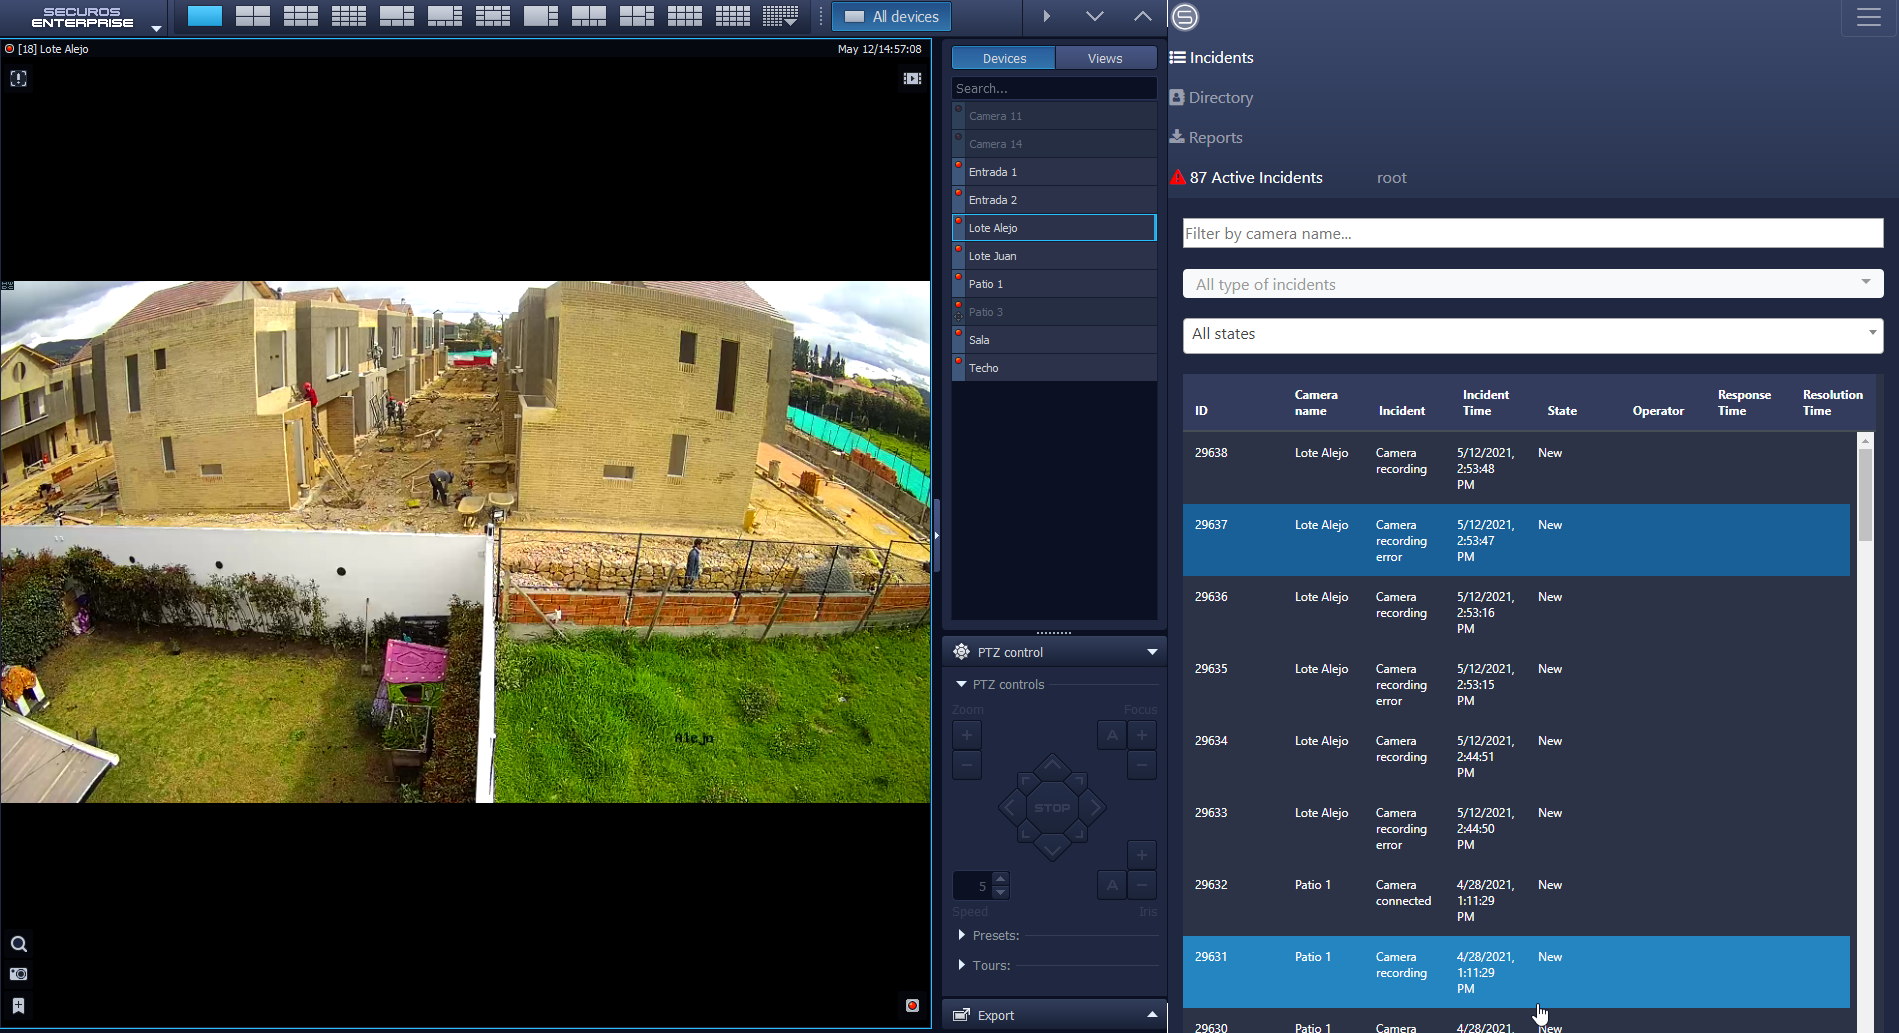 SECUROS
ENTERPRISE
All devices
[18] Lote Alejo
May 12/14:57:08
Alejo
Devices
Views
Search...
Camera 11
Camera 14
Entrada 1
Entrada 2
Lote Alejo
Lote Juan
Patio 1
Patio 3
Sala
Techo
PTZ control
PTZ controls
Zoom
Focus
+
A
+
−
−
STOP
+
5
A
−
Speed
Iris
Presets:
Tours:
Export
Incidents
Directory
Reports
87 Active Incidents
root
Filter by camera name...
All type of incidents
All states
ID Camera name Incident Incident Time State Operator Response Time Resolution Time
29638 Lote Alejo Camera recording 5/12/2021, 2:53:48 PM New
29637 Lote Alejo Camera recording error 5/12/2021, 2:53:47 PM New
29636 Lote Alejo Camera recording 5/12/2021, 2:53:16 PM New
29635 Lote Alejo Camera recording error 5/12/2021, 2:53:15 PM New
29634 Lote Alejo Camera recording 5/12/2021, 2:44:51 PM New
29633 Lote Alejo Camera recording error 5/12/2021, 2:44:50 PM New
29632 Patio 1 Camera connected 4/28/2021, 1:11:29 PM New
29631 Patio 1 Camera recording 4/28/2021, 1:11:29 PM New
29630 Patio 1 Camera 4/28/2021, New